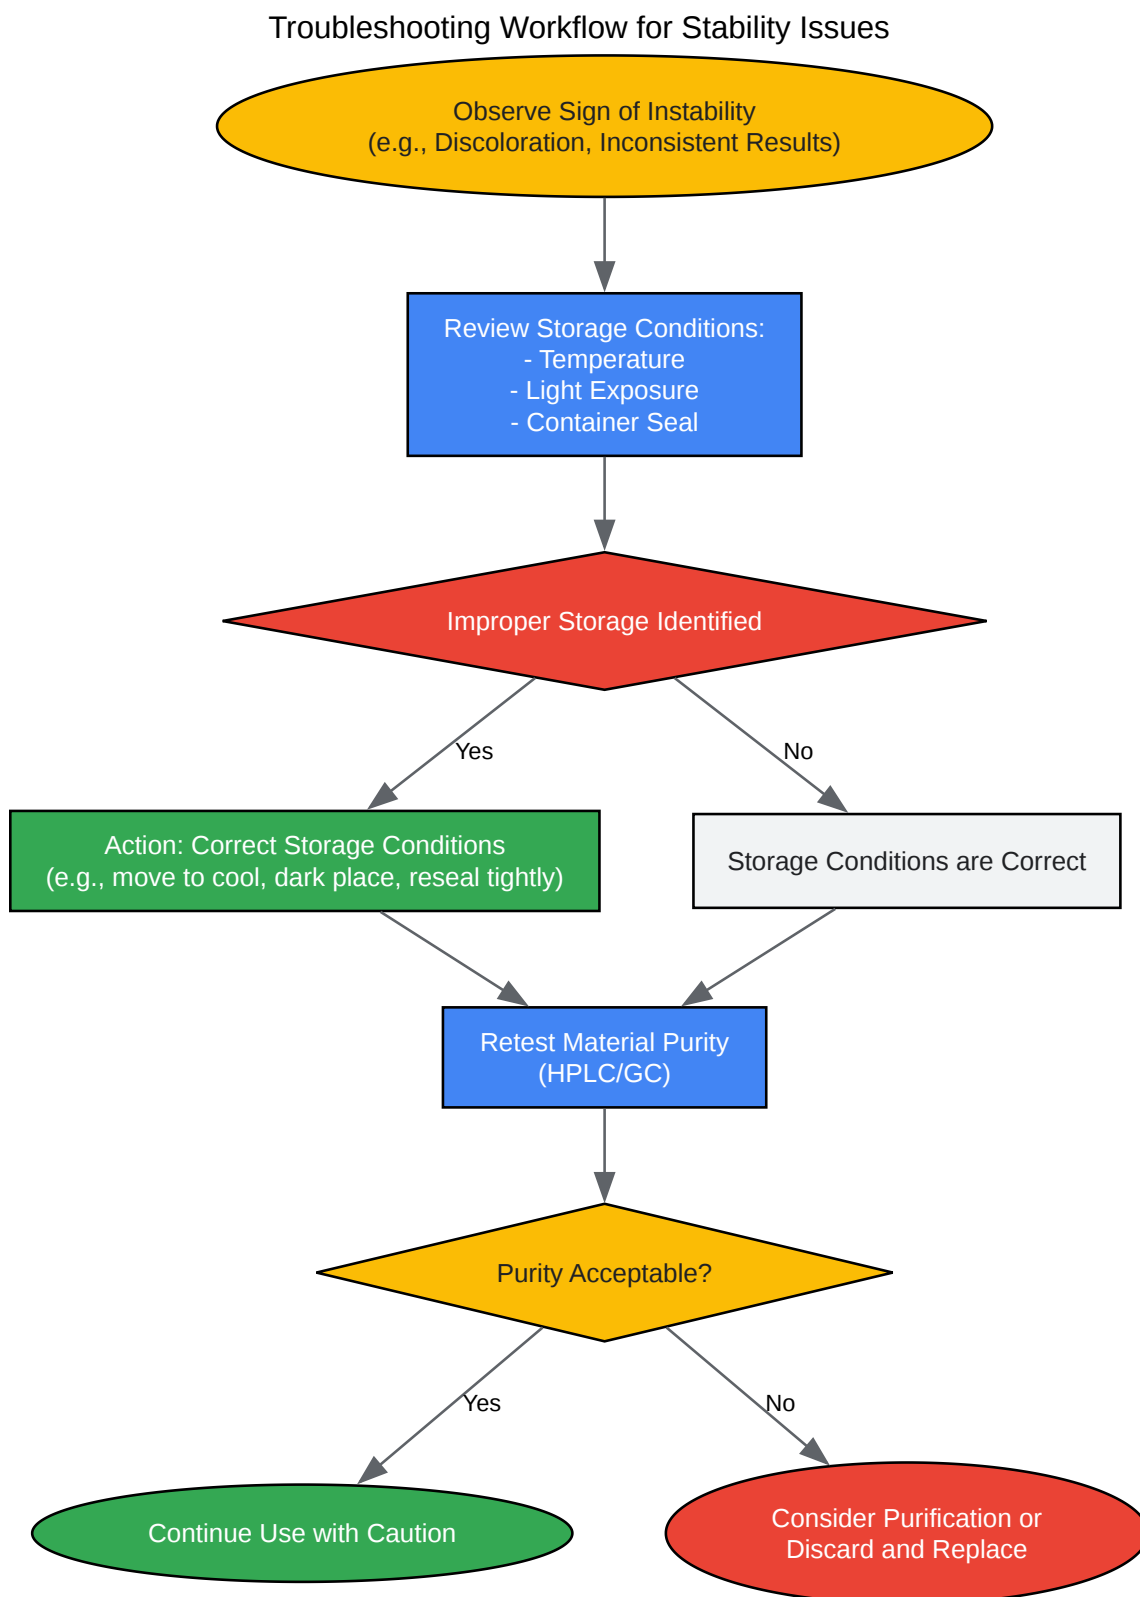 Troubleshooting Workflow for Stability Issues
Observe Sign of Instability
(e.g., Discoloration, Inconsistent Results)
Review Storage Conditions:
- Temperature
- Light Exposure
- Container Seal
Improper Storage Identified
Yes
No
Action: Correct Storage Conditions
(e.g., move to cool, dark place, reseal tightly)
Storage Conditions are Correct
Retest Material Purity
(HPLC/GC)
Purity Acceptable?
Yes
No
Continue Use with Caution
Consider Purification or
Discard and Replace